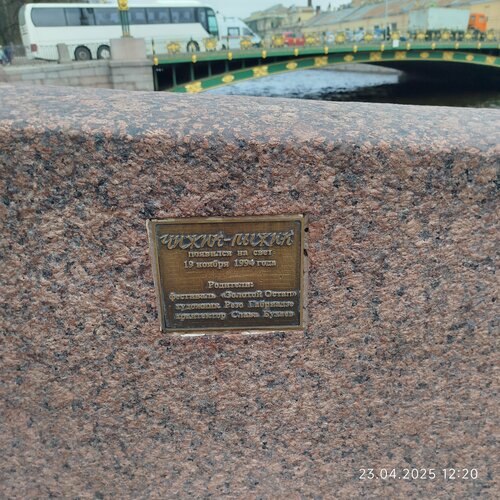 ЧИЖИК-ПЫЖИК
появился на свет
19 ноября 1994 года
Родители:
фестиваль «Золотой Остап»
художник Резо Габриадзе
архитектор Слава Бухаев
23.04.2025 12:20